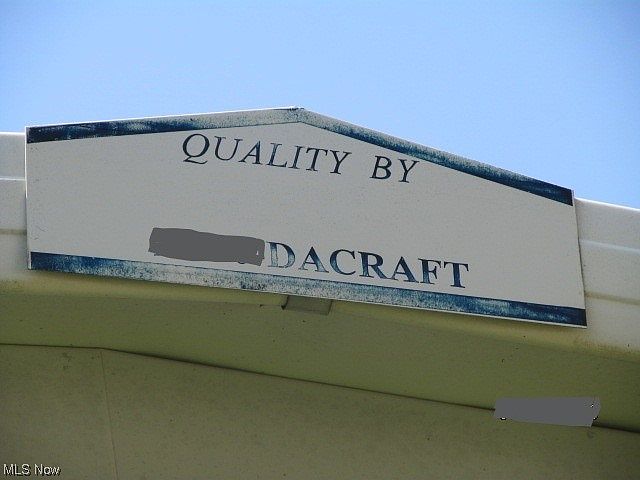 QUALITY BY
DACRAFT
MLS Now